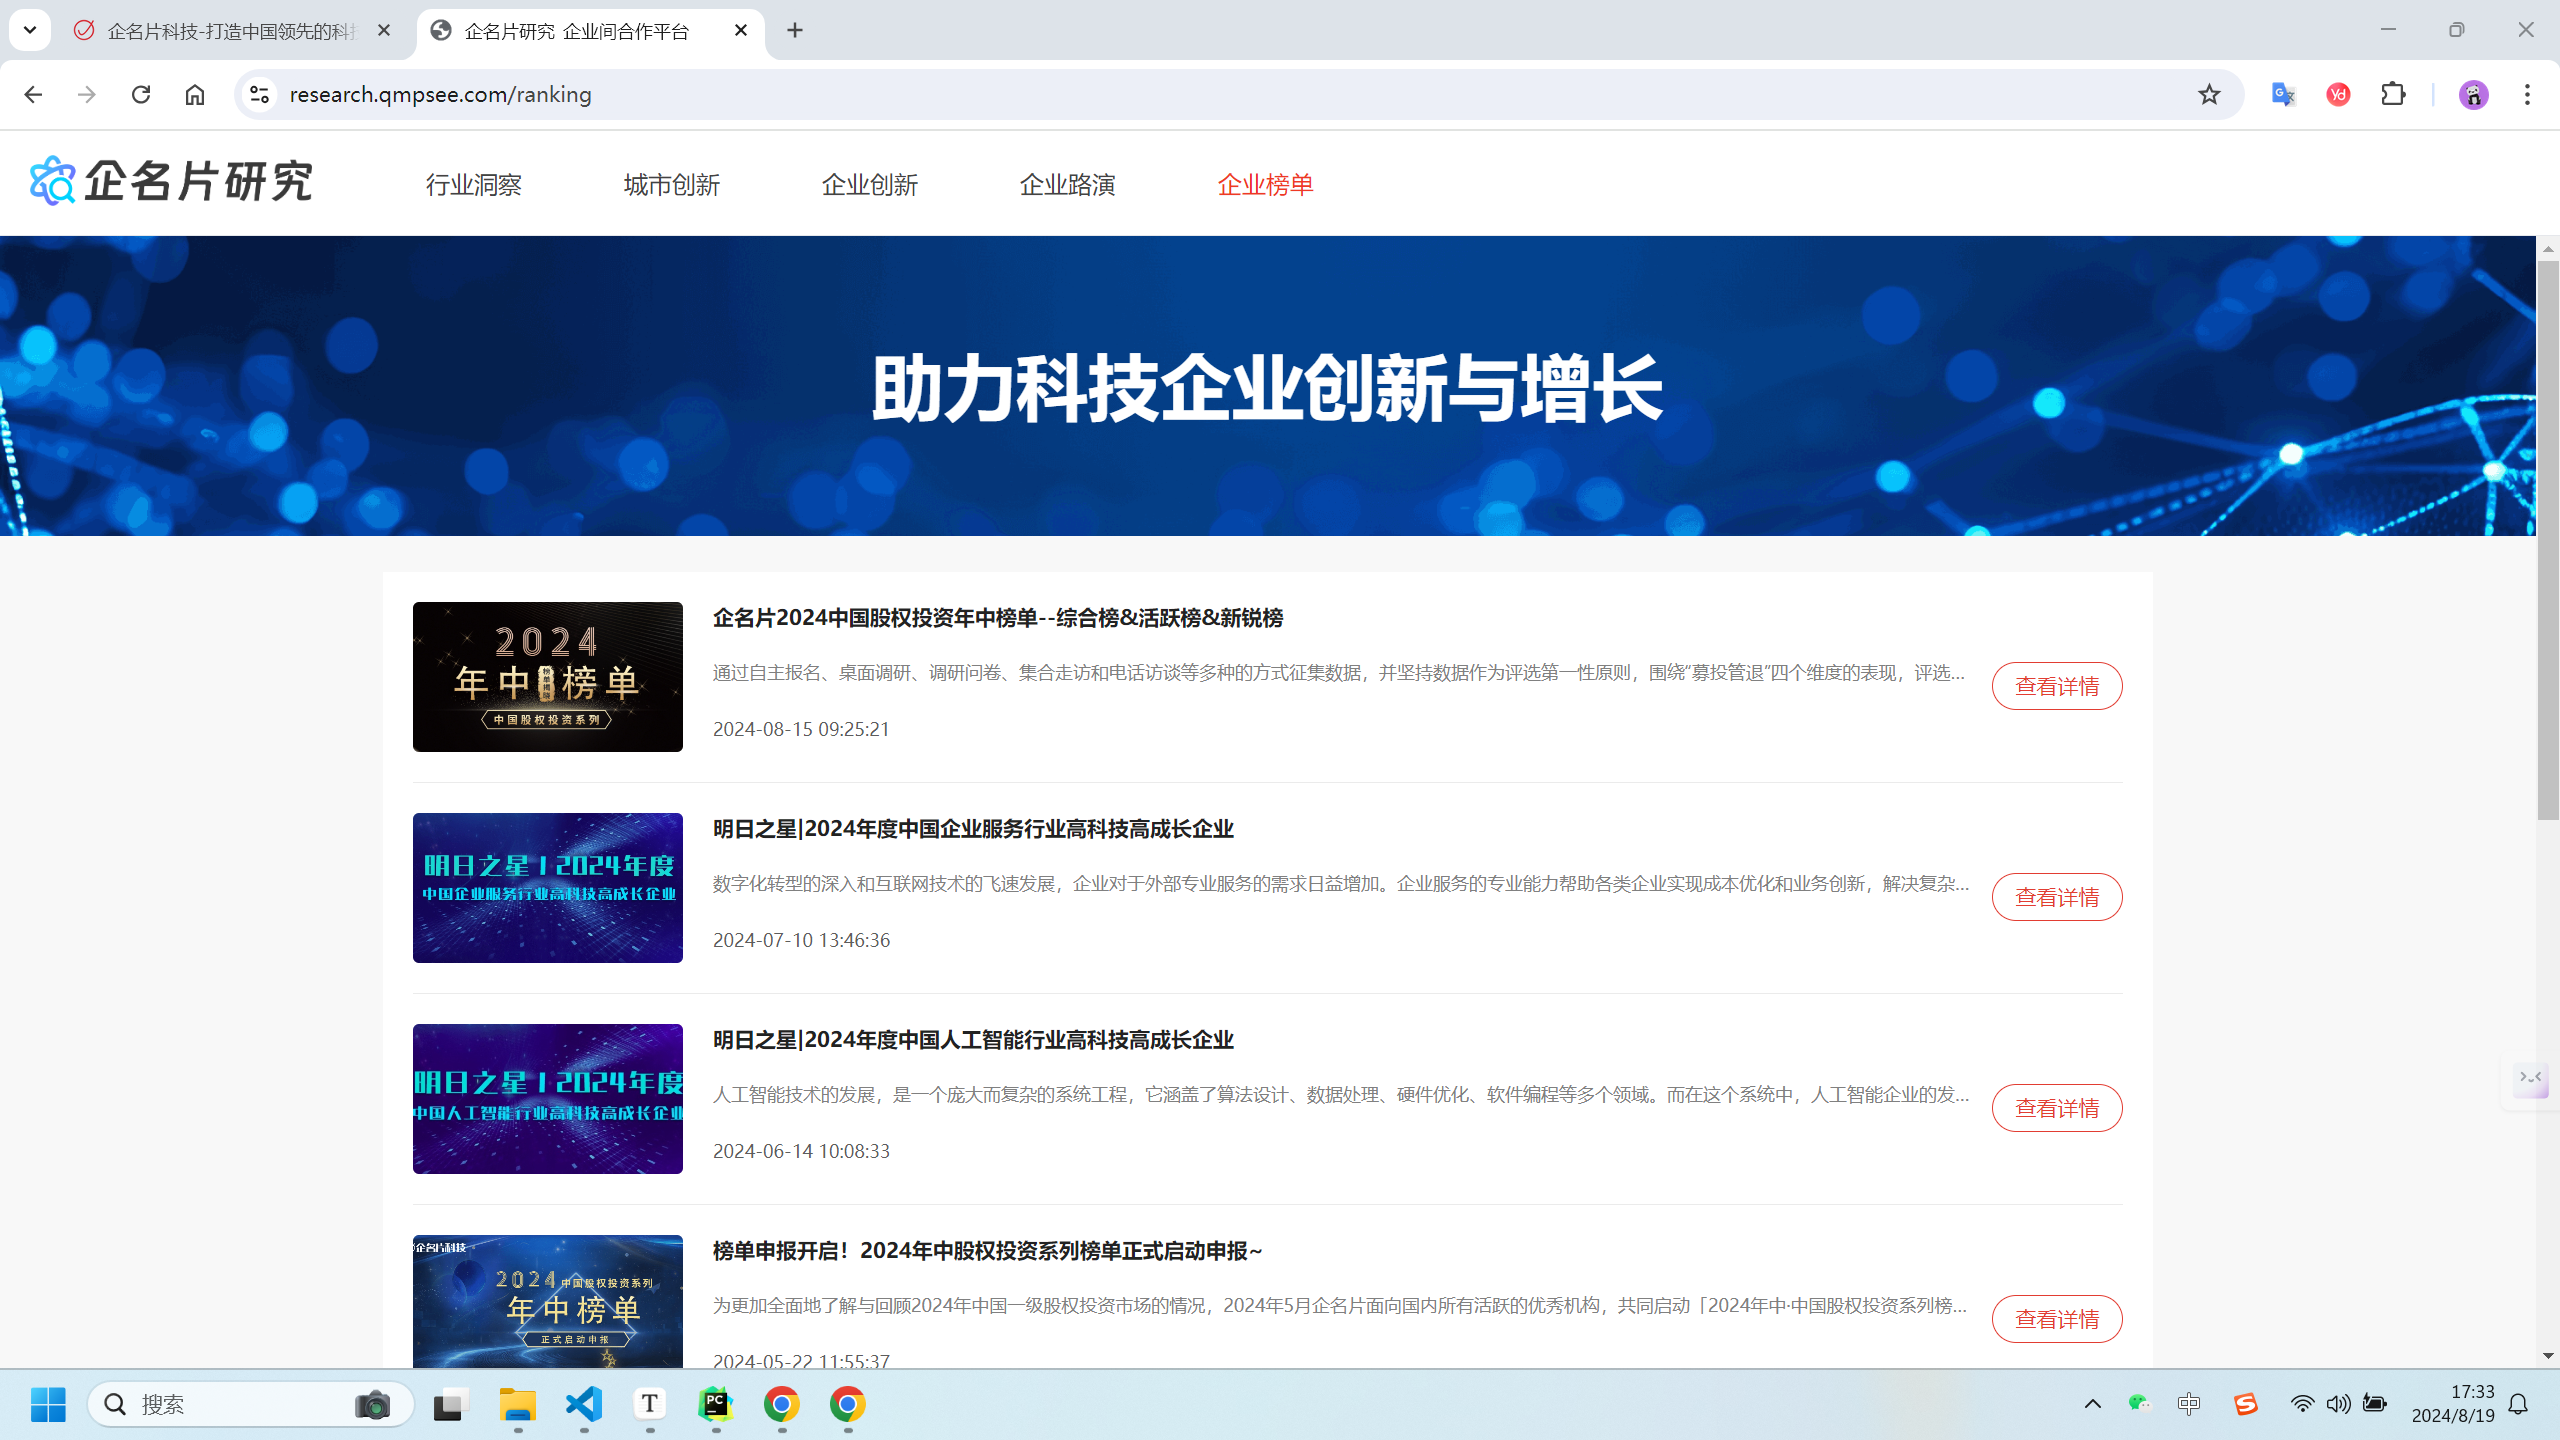 企名片科技-打造中国领先的科技
企名片研究 企业间合作平台
research.qmpsee.com/ranking
企名片研究
行业洞察
城市创新
企业创新
企业路演
企业榜单
助力科技企业创新与增长
2024
年中榜单
中国股权投资系列
企名片2024中国股权投资年中榜单--综合榜&活跃榜&新锐榜
通过自主报名、桌面调研、调研问卷、集合走访和电话访谈等多种的方式征集数据，并坚持数据作为评选第一性原则，围绕“募投管退”四个维度的表现，评选...
2024-08-15 09:25:21
查看详情
明日之星|2024年度
中国企业服务行业高科技高成长企业
明日之星|2024年度中国企业服务行业高科技高成长企业
数字化转型的深入和互联网技术的飞速发展，企业对于外部专业服务的需求日益增加。企业服务的专业能力帮助各类企业实现成本优化和业务创新，解决复杂...
2024-07-10 13:46:36
查看详情
明日之星|2024年度
中国人工智能行业高科技高成长企业
明日之星|2024年度中国人工智能行业高科技高成长企业
人工智能技术的发展，是一个庞大而复杂的系统工程，它涵盖了算法设计、数据处理、硬件优化、软件编程等多个领域。而在这个系统中，人工智能企业的发...
2024-06-14 10:08:33
查看详情
企名片科技
2024 中国股权投资系列
年中榜单
正式启动申报
榜单申报开启！2024年中股权投资系列榜单正式启动申报~
为更加全面地了解与回顾2024年中国一级股权投资市场的情况，2024年5月企名片面向国内所有活跃的优秀机构，共同启动「2024年中·中国股权投资系列榜...
2024-05-22 11:55:37
查看详情
搜索
中
17:33
2024/8/19